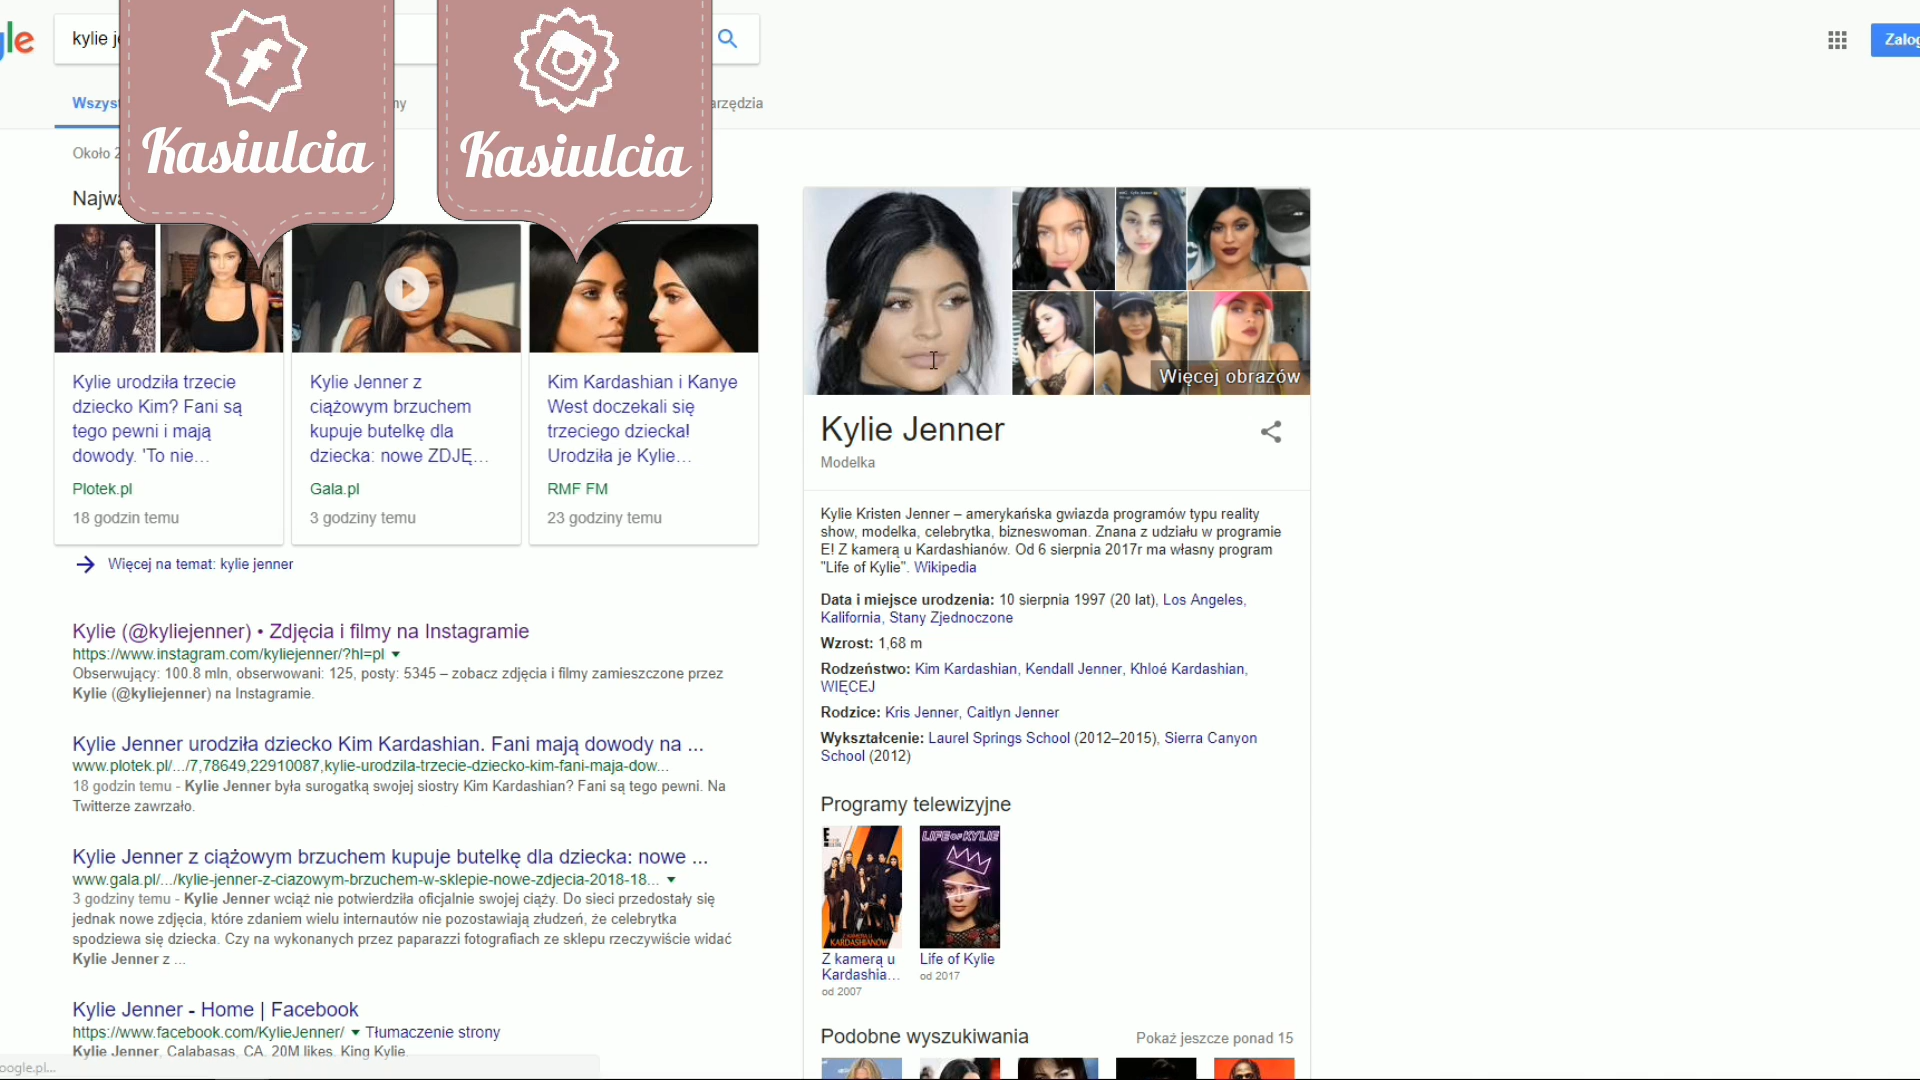 le
kylie
Zalog
Wszyst
ny
arzędzia
Kasiulcia
Kasiulcia
Około 2
Najwa
Więcej obrazów
Kylie urodziła trzecie
dziecko Kim? Fani są
tego pewni i mają
dowody. 'To nie...
Plotek.pl
18 godzin temu
Kylie Jenner z
ciążowym brzuchem
kupuje butelkę dla
dziecka: nowe ZDJĘ...
Gala.pl
3 godziny temu
Kim Kardashian i Kanye
West doczekali się
trzeciego dziecka!
Urodziła je Kylie...
RMF FM
23 godziny temu
Więcej na temat: kylie jenner
Kylie (@kyliejenner) • Zdjęcia i filmy na Instagramie
https://www.instagram.com/kyliejenner/?hl=pl
Obserwujący: 100.8 mln, obserwowani: 125, posty: 5345 – zobacz zdjęcia i filmy zamieszczone przez
Kylie (@kyliejenner) na Instagramie.
Kylie Jenner urodziła dziecko Kim Kardashian. Fani mają dowody na ...
www.plotek.pl/.../7,78649,22910087,kylie-urodzila-trzecie-dziecko-kim-fani-maja-dow...
18 godzin temu - Kylie Jenner była surogatką swojej siostry Kim Kardashian? Fani są tego pewni. Na
Twitterze zawrzało.
Kylie Jenner z ciążowym brzuchem kupuje butelkę dla dziecka: nowe ...
www.gala.pl/.../kylie-jenner-z-ciazowym-brzuchem-w-sklepie-nowe-zdjecia-2018-18...
3 godziny temu - Kylie Jenner wciąż nie potwierdziła oficjalnie swojej ciąży. Do sieci przedostały się
jednak nowe zdjęcia, które zdaniem wielu internautów nie pozostawiają złudzeń, że celebrytka
spodziewa się dziecka. Czy na wykonanych przez paparazzi fotografiach ze sklepu rzeczywiście widać
Kylie Jenner z ...
Kylie Jenner - Home | Facebook
https://www.facebook.com/KylieJenner/ Tłumaczenie strony
Kylie Jenner, Calabasas, CA. 20M likes. King Kylie.
oogle.pl...
Kylie Jenner
Modelka
Kylie Kristen Jenner – amerykańska gwiazda programów typu reality
show, modelka, celebrytka, bizneswoman. Znana z udziału w programie
E! Z kamerą u Kardashianów. Od 6 sierpnia 2017r ma własny program
"Life of Kylie". Wikipedia
Data i miejsce urodzenia: 10 sierpnia 1997 (20 lat), Los Angeles,
Kalifornia, Stany Zjednoczone
Wzrost: 1,68 m
Rodzeństwo: Kim Kardashian, Kendall Jenner, Khloé Kardashian,
WIĘCEJ
Rodzice: Kris Jenner, Caitlyn Jenner
Wykształcenie: Laurel Springs School (2012–2015), Sierra Canyon
School (2012)
Programy telewizyjne
E
Z KAMERĄ U
KARDASHIANÓW
LIFE OF KYLIE
Z kamerą u
Kardashia...
od 2007
Life of Kylie
od 2017
Podobne wyszukiwania
Pokaż jeszcze ponad 15